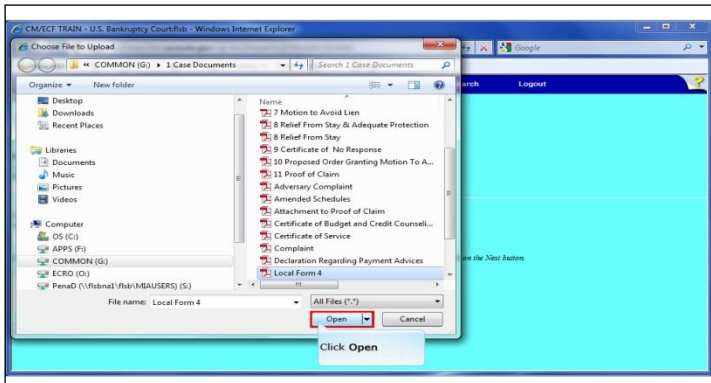 CM/ECF TRAIN - U.S. Bankruptcy Court:flsb - Windows Internet Explorer
Choose File to Upload
« COMMON (G:) ▸ 1 Case Documents
Search 1 Case Documents
Google
Organize
New folder
arch
Logout
Desktop
Downloads
Recent Places
Libraries
Documents
Music
Pictures
Videos
Computer
OS (C:)
APPS (F:)
COMMON (G:)
ECRO (O:)
PenaD (\\flsbna1\flsb\MIAUSERS) (S:)
Name
7 Motion to Avoid Lien
8 Relief From Stay & Adequate Protection
8 Relief From Stay
9 Certificate of No Response
10 Proposed Order Granting Motion To A...
11 Proof of Claim
Adversary Complaint
Amended Schedules
Attachment to Proof of Claim
Certificate of Budget and Credit Counseli...
Certificate of Service
Complaint
Declaration Regarding Payment Advices
Local Form 4
on the Next button.
File name: Local Form 4
All Files (*.*)
Open
Cancel
Click Open